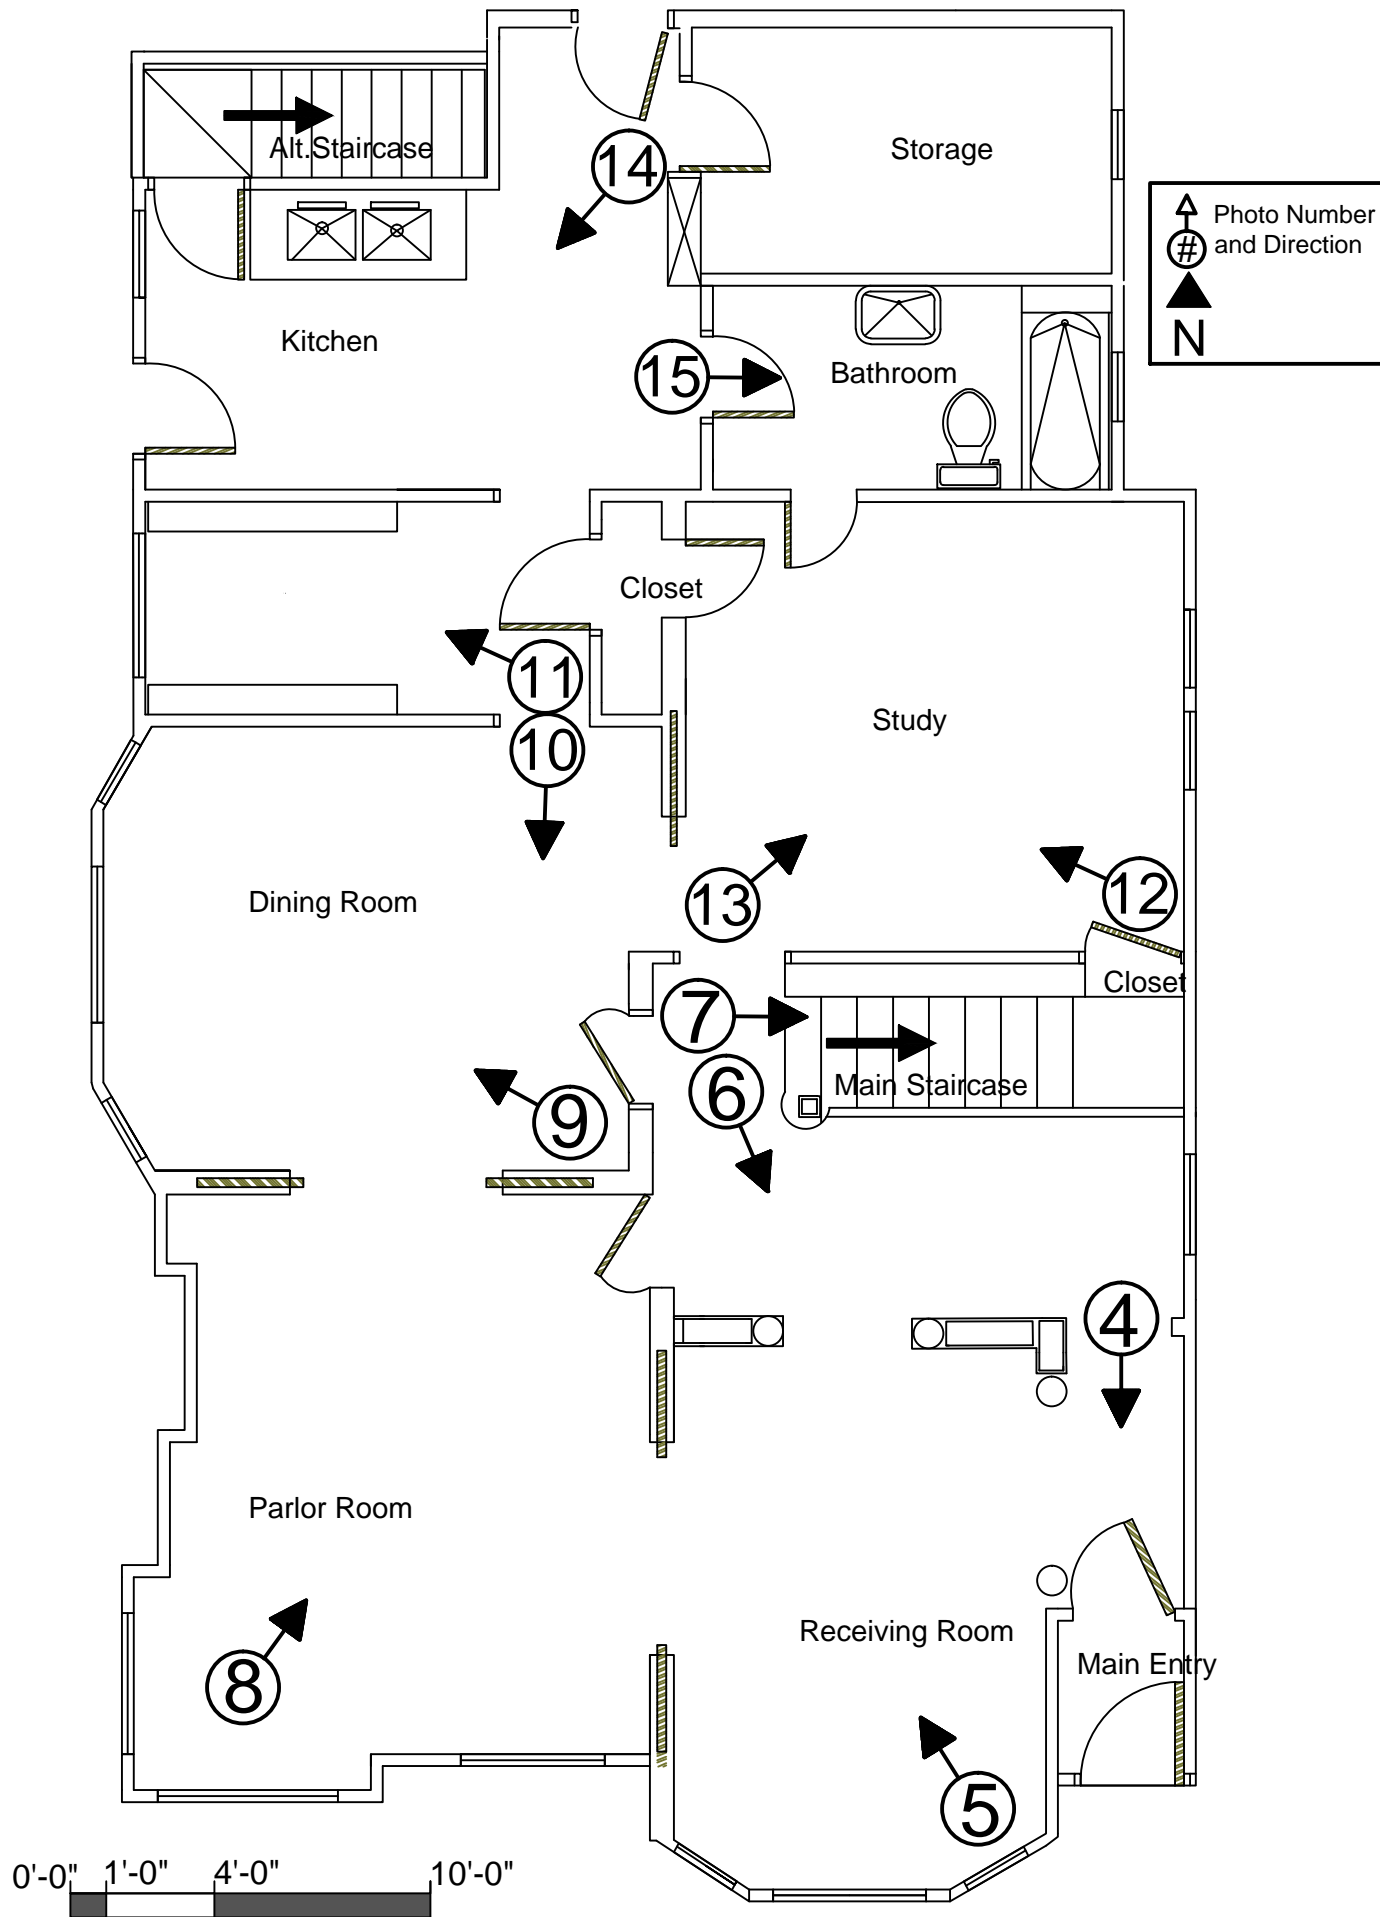 Alt.Staircase
14
Storage
Photo Number
# and Direction
N
Kitchen
15
Bathroom
Closet
11
10
Study
Dining Room
13
12
Closet
7
Main Staircase
6
9
4
Parlor Room
Receiving Room
Main Entry
8
5
0'-0" 1'-0" 4'-0" 10'-0"